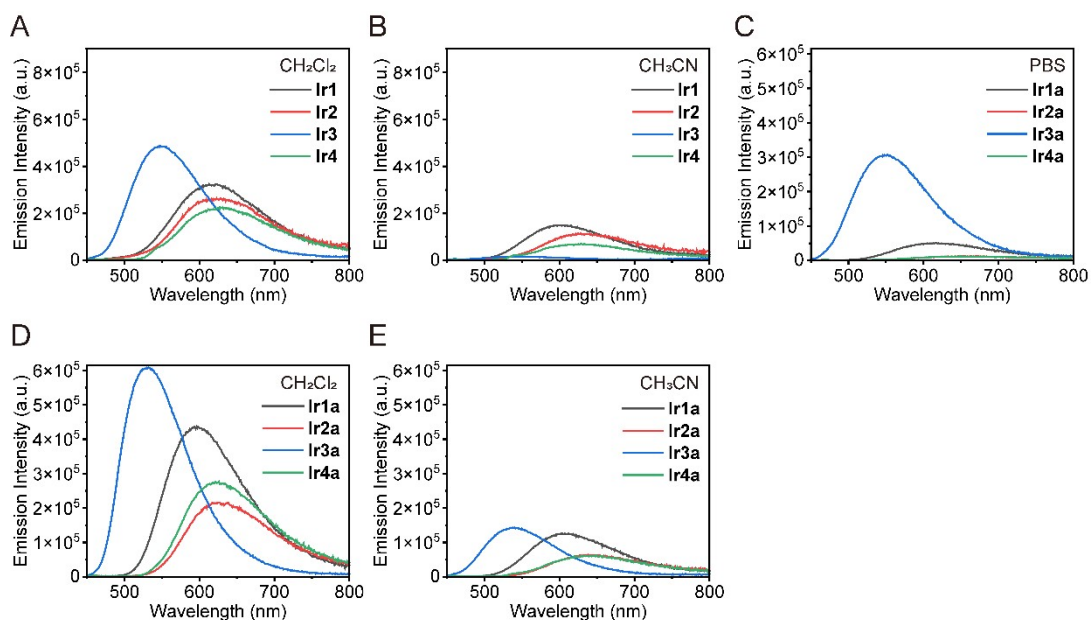 A
CH₂Cl₂
Ir1
Ir2
Ir3
Ir4
8×10⁵
6×10⁵
4×10⁵
2×10⁵
0
500 600 700 800
Wavelength (nm)
Emission Intensity (a.u.)
B
CH₃CN
Ir1
Ir2
Ir3
Ir4
8×10⁵
6×10⁵
4×10⁵
2×10⁵
0
500 600 700 800
Wavelength (nm)
Emission Intensity (a.u.)
C
PBS
Ir1a
Ir2a
Ir3a
Ir4a
6×10⁵
5×10⁵
4×10⁵
3×10⁵
2×10⁵
1×10⁵
0
500 600 700 800
Wavelength (nm)
Emission Intensity (a.u.)
D
CH₂Cl₂
Ir1a
Ir2a
Ir3a
Ir4a
6×10⁵
5×10⁵
4×10⁵
3×10⁵
2×10⁵
1×10⁵
0
500 600 700 800
Wavelength (nm)
Emission Intensity (a.u.)
E
CH₃CN
Ir1a
Ir2a
Ir3a
Ir4a
6×10⁵
5×10⁵
4×10⁵
3×10⁵
2×10⁵
1×10⁵
0
500 600 700 800
Wavelength (nm)
Emission Intensity (a.u.)